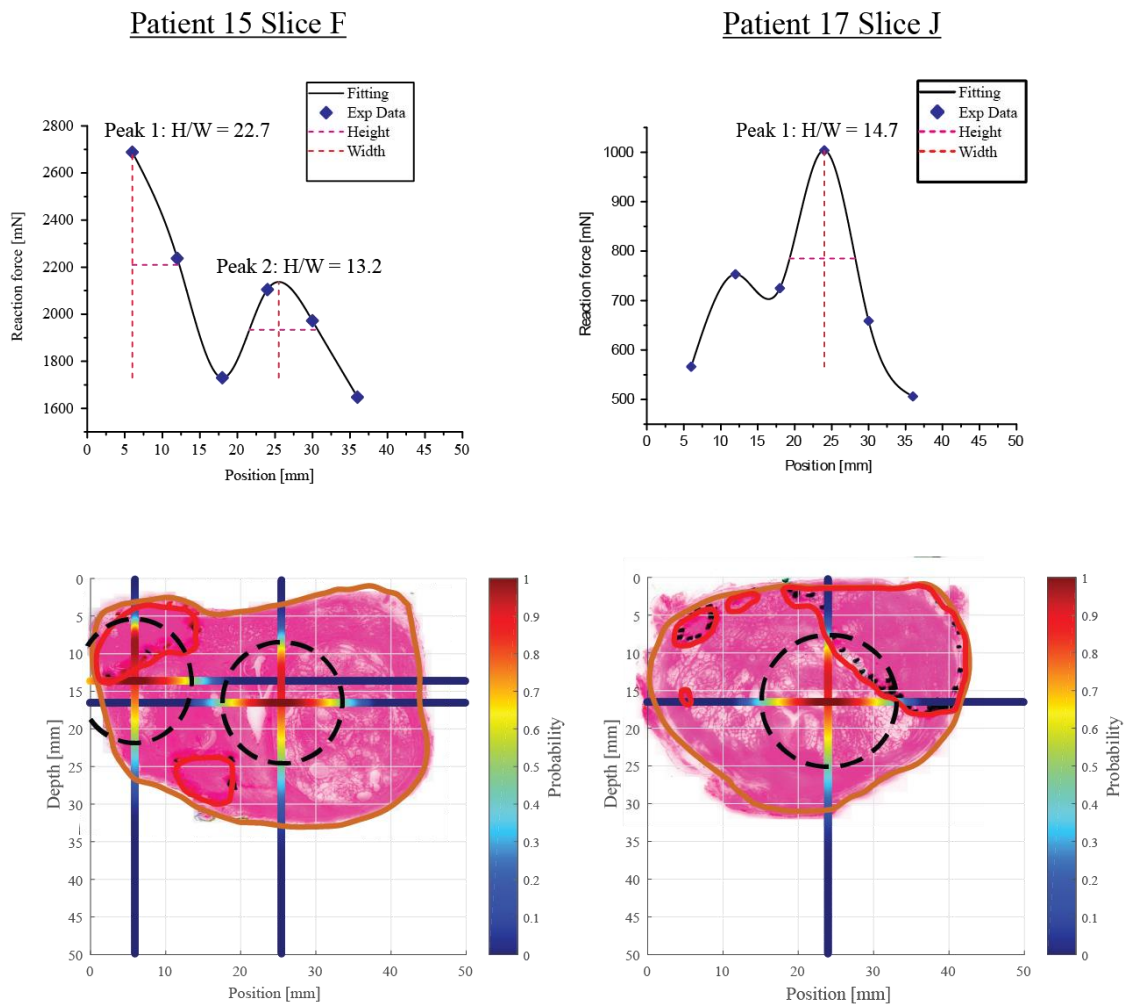 Patient 15 Slice F
Patient 17 Slice J
Fitting
Exp Data
Height
Width
Peak 1: H/W = 22.7
Peak 2: H/W = 13.2
Reaction force [mN]
2800
2600
2400
2200
2000
1800
1600
0 5 10 15 20 25 30 35 40 45 50
Position [mm]
Fitting
Exp Data
Height
Width
Peak 1: H/W = 14.7
Reaction force [mN]
1000
900
800
700
600
500
0 5 10 15 20 25 30 35 40 45 50
Position [mm]
Depth [mm]
0
5
10
15
20
25
30
35
40
45
50
0 10 20 30 40 50
Position [mm]
1
0.9
0.8
0.7
0.6
0.5
0.4
0.3
0.2
0.1
0
Probability
Depth [mm]
0
5
10
15
20
25
30
35
40
45
50
0 10 20 30 40 50
Position [mm]
1
0.9
0.8
0.7
0.6
0.5
0.4
0.3
0.2
0.1
0
Probability